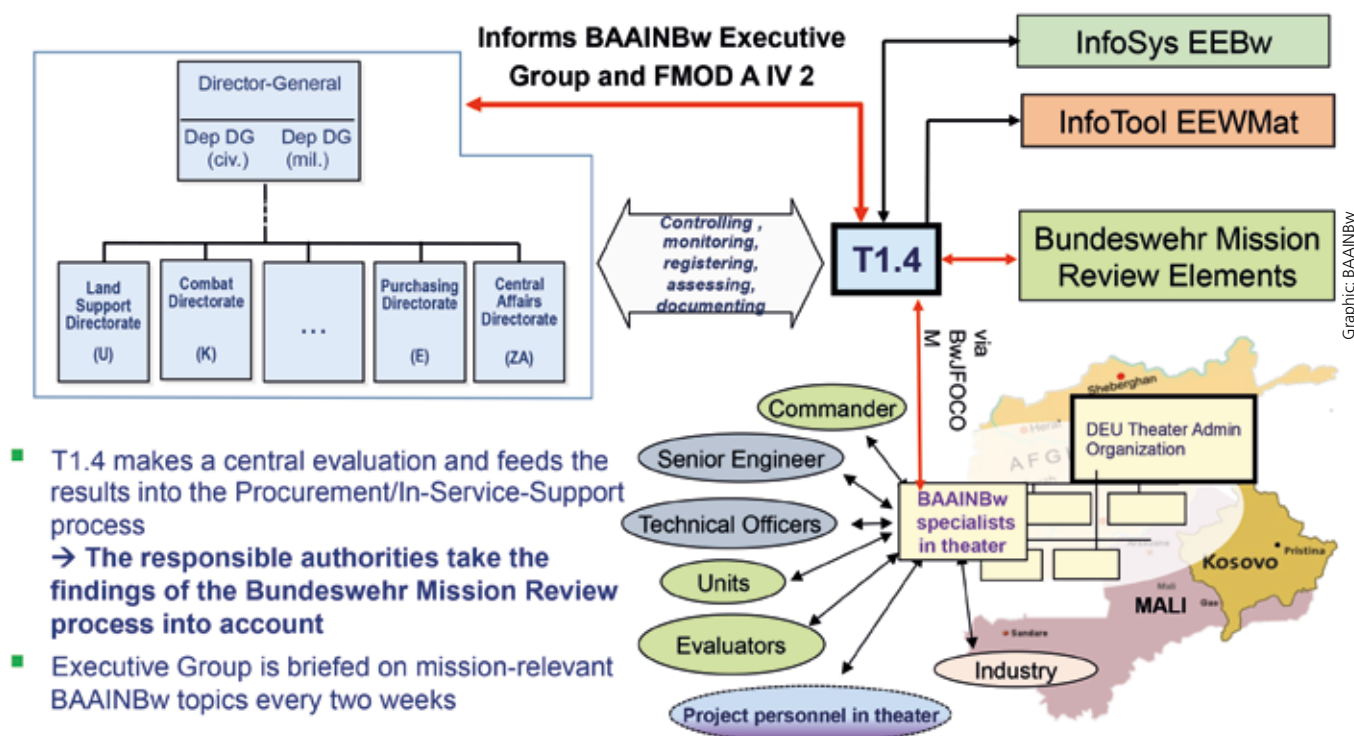 Informs BAAINBw Executive
Group and FMOD A IV 2
InfoSys EEBw
InfoTool EEWMat
Bundeswehr Mission
Review Elements
Graphic: BAAINBw
Director-General
Dep DG
(civ.)
Dep DG
(mil.)
Controlling ,
monitoring,
registering,
assessing,
documenting
T1.4
Land
Support
Directorate
(U)
Combat
Directorate
(K)
...
Purchasing
Directorate
(E)
Central
Affairs
Directorate
(ZA)
via
BwJFOCO
M
Commander
Senior Engineer
Technical Officers
Units
Evaluators
Project personnel in theater
Industry
BAAINBw
specialists
in theater
DEU Theater Admin
Organization
Sheberghan
Herat
Kosovo
Pristina
Mali
MALI
Gao
Sandare
■ T1.4 makes a central evaluation and feeds the
results into the Procurement/In-Service-Support
process
→ The responsible authorities take the
findings of the Bundeswehr Mission Review
process into account
■ Executive Group is briefed on mission-relevant
BAAINBw topics every two weeks